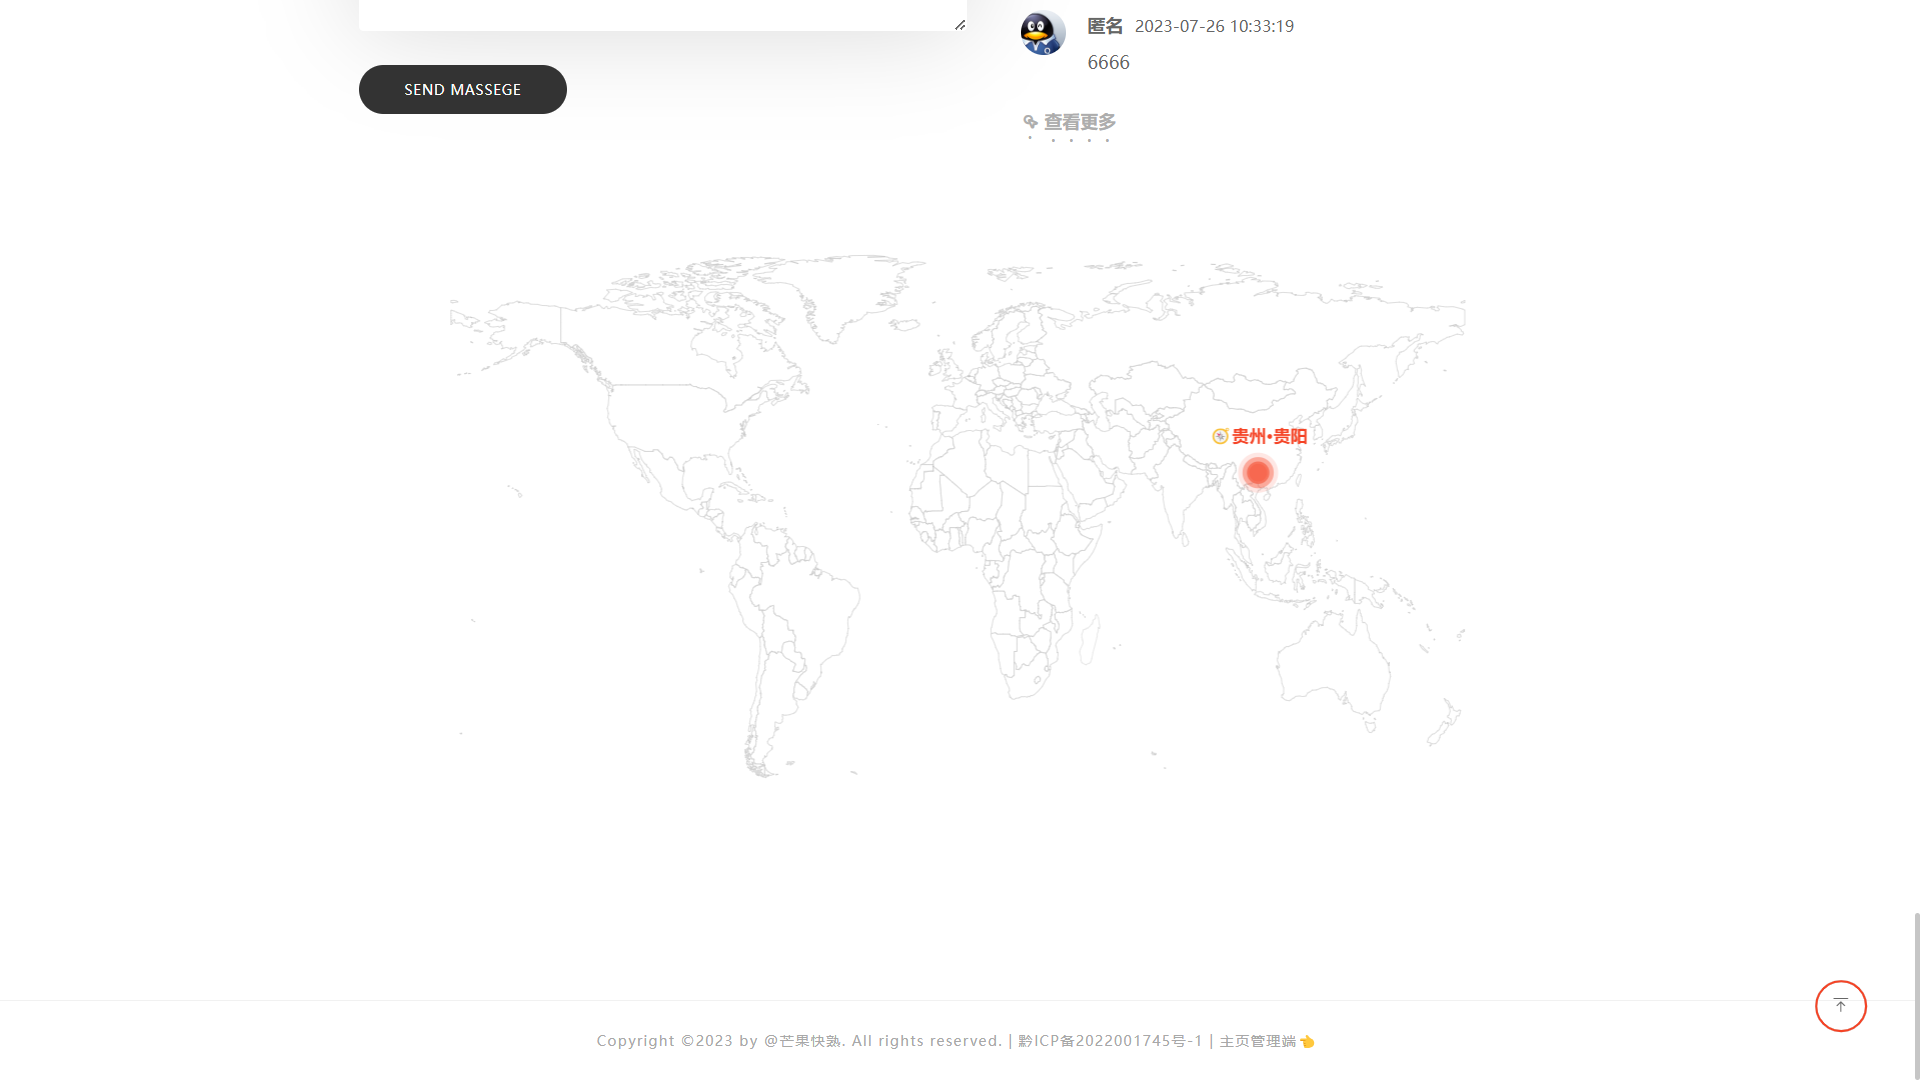 SEND MASSEGE
匿名 2023-07-26 10:33:19
6666
查看更多
贵州•贵阳
Copyright ©2023 by @芒果快熟. All rights reserved. | 黔ICP备2022001745号-1 | 主页管理端👈